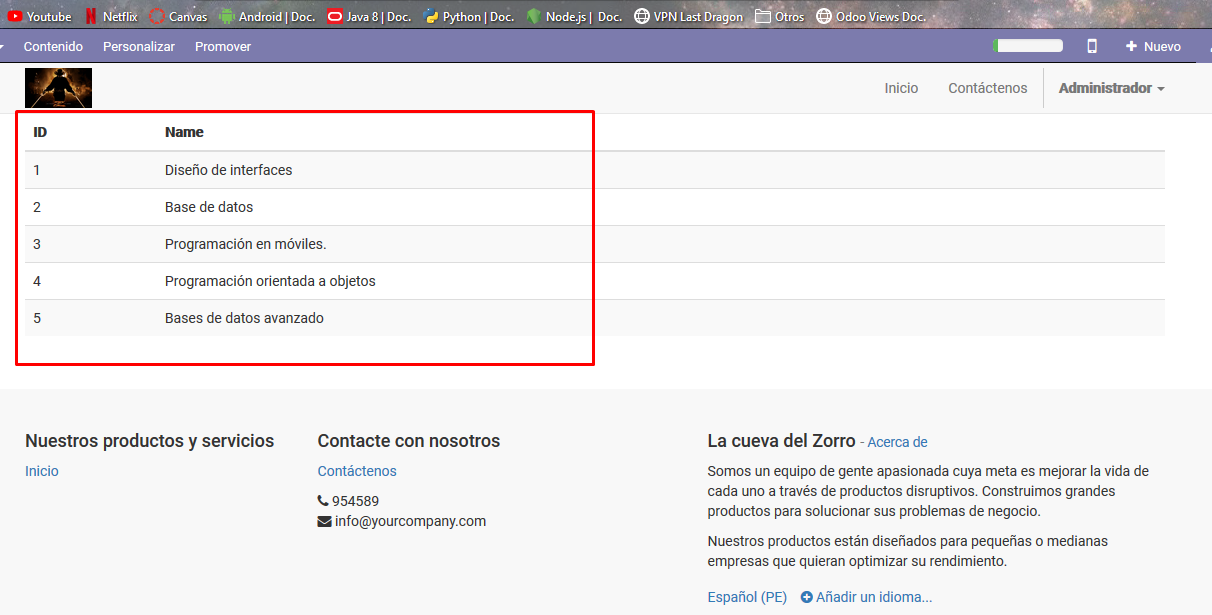 Youtube Netflix Canvas Android | Doc. Java 8 | Doc. Python | Doc. Node.js | Doc. VPN Last Dragon Otros Odoo Views Doc.
Contenido Personalizar Promover Nuevo
Inicio Contáctenos Administrador
ID Name
1 Diseño de interfaces
2 Base de datos
3 Programación en móviles.
4 Programación orientada a objetos
5 Bases de datos avanzado
Nuestros productos y servicios
Inicio
Contacte con nosotros
Contáctenos
954589
info@yourcompany.com
La cueva del Zorro - Acerca de
Somos un equipo de gente apasionada cuya meta es mejorar la vida de
cada uno a través de productos disruptivos. Construimos grandes
productos para solucionar sus problemas de negocio.
Nuestros productos están diseñados para pequeñas o medianas
empresas que quieran optimizar su rendimiento.
Español (PE) Añadir un idioma...